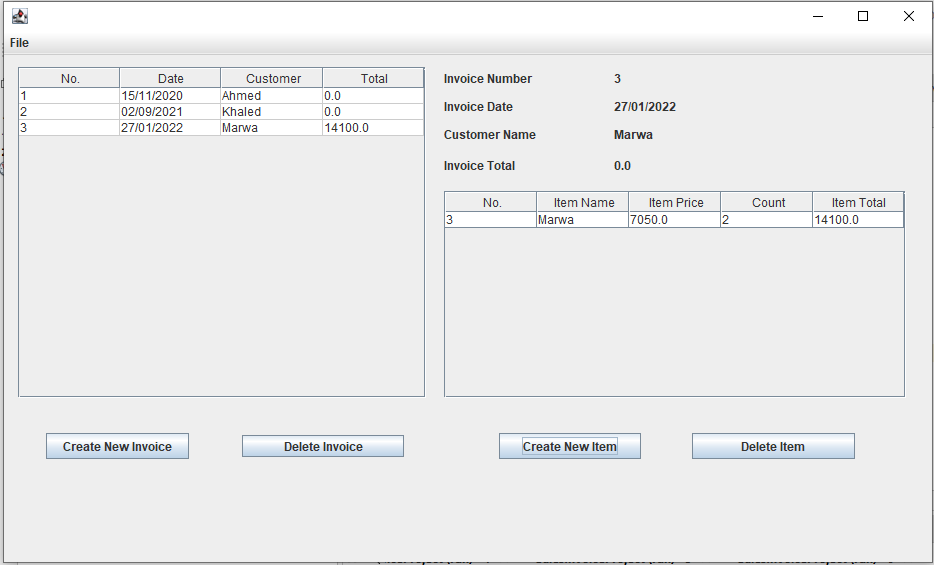 File
No. Date Customer Total
1 15/11/2020 Ahmed 0.0
2 02/09/2021 Khaled 0.0
3 27/01/2022 Marwa 14100.0
Invoice Number 3
Invoice Date 27/01/2022
Customer Name Marwa
Invoice Total 0.0
No. Item Name Item Price Count Item Total
3 Marwa 7050.0 2 14100.0
Create New Invoice Delete Invoice Create New Item Delete Item